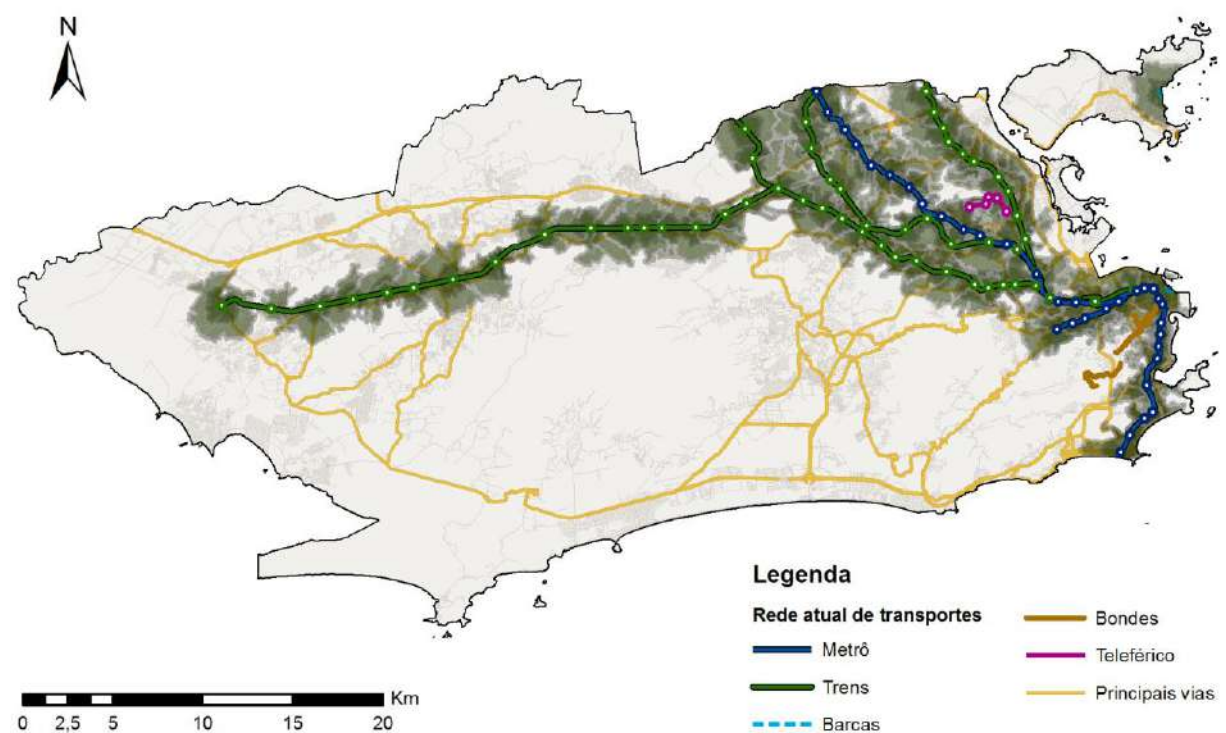 N
Legenda
Rede atual de transportes
Metrô
Trens
Barcas
Bondes
Teleférico
Principais vias
Km
0 2,5 5 10 15 20